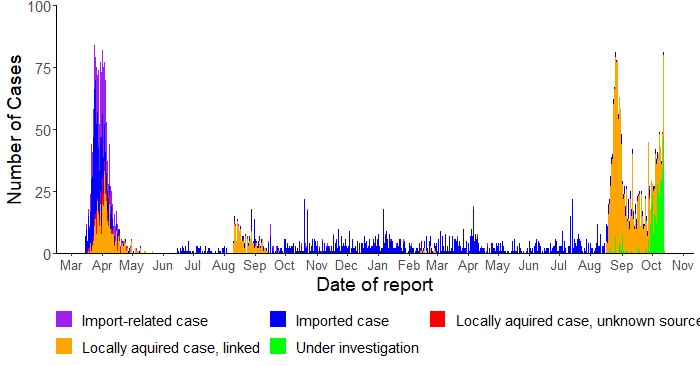 Number of Cases
100
75
50
25
0
Mar Apr May Jun Jul Aug Sep Oct Nov Dec Jan Feb Mar Apr May Jun Jul Aug Sep Oct Nov
Date of report
Import-related case Imported case Locally aquired case, unknown source
Locally aquired case, linked Under investigation